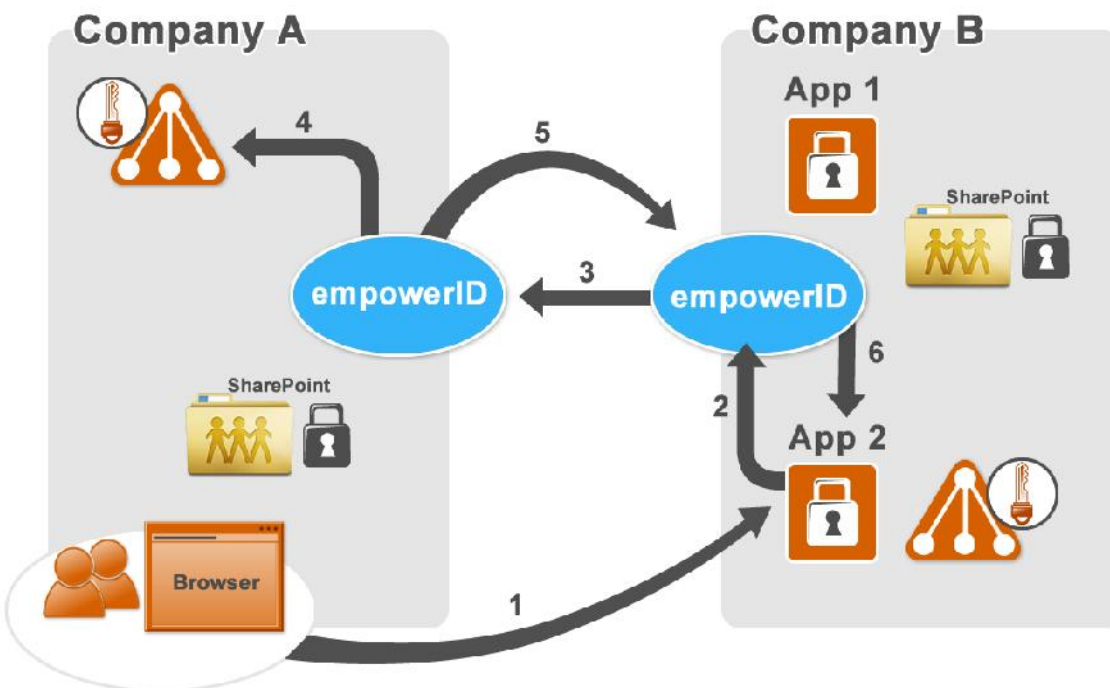 Company A
Company B
App 1
4
5
SharePoint
empowerID
3
empowerID
6
SharePoint
2
App 2
Browser
1